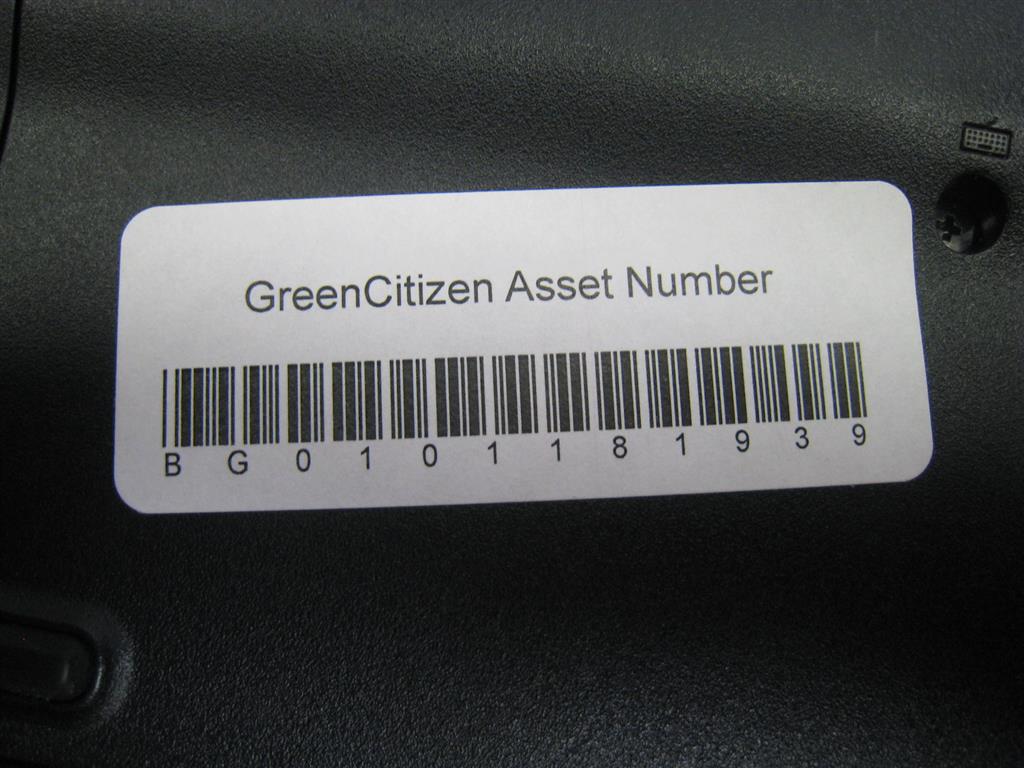 GreenCitizen Asset Number
B G 0 1 0 1 1 8 1 9 3 9